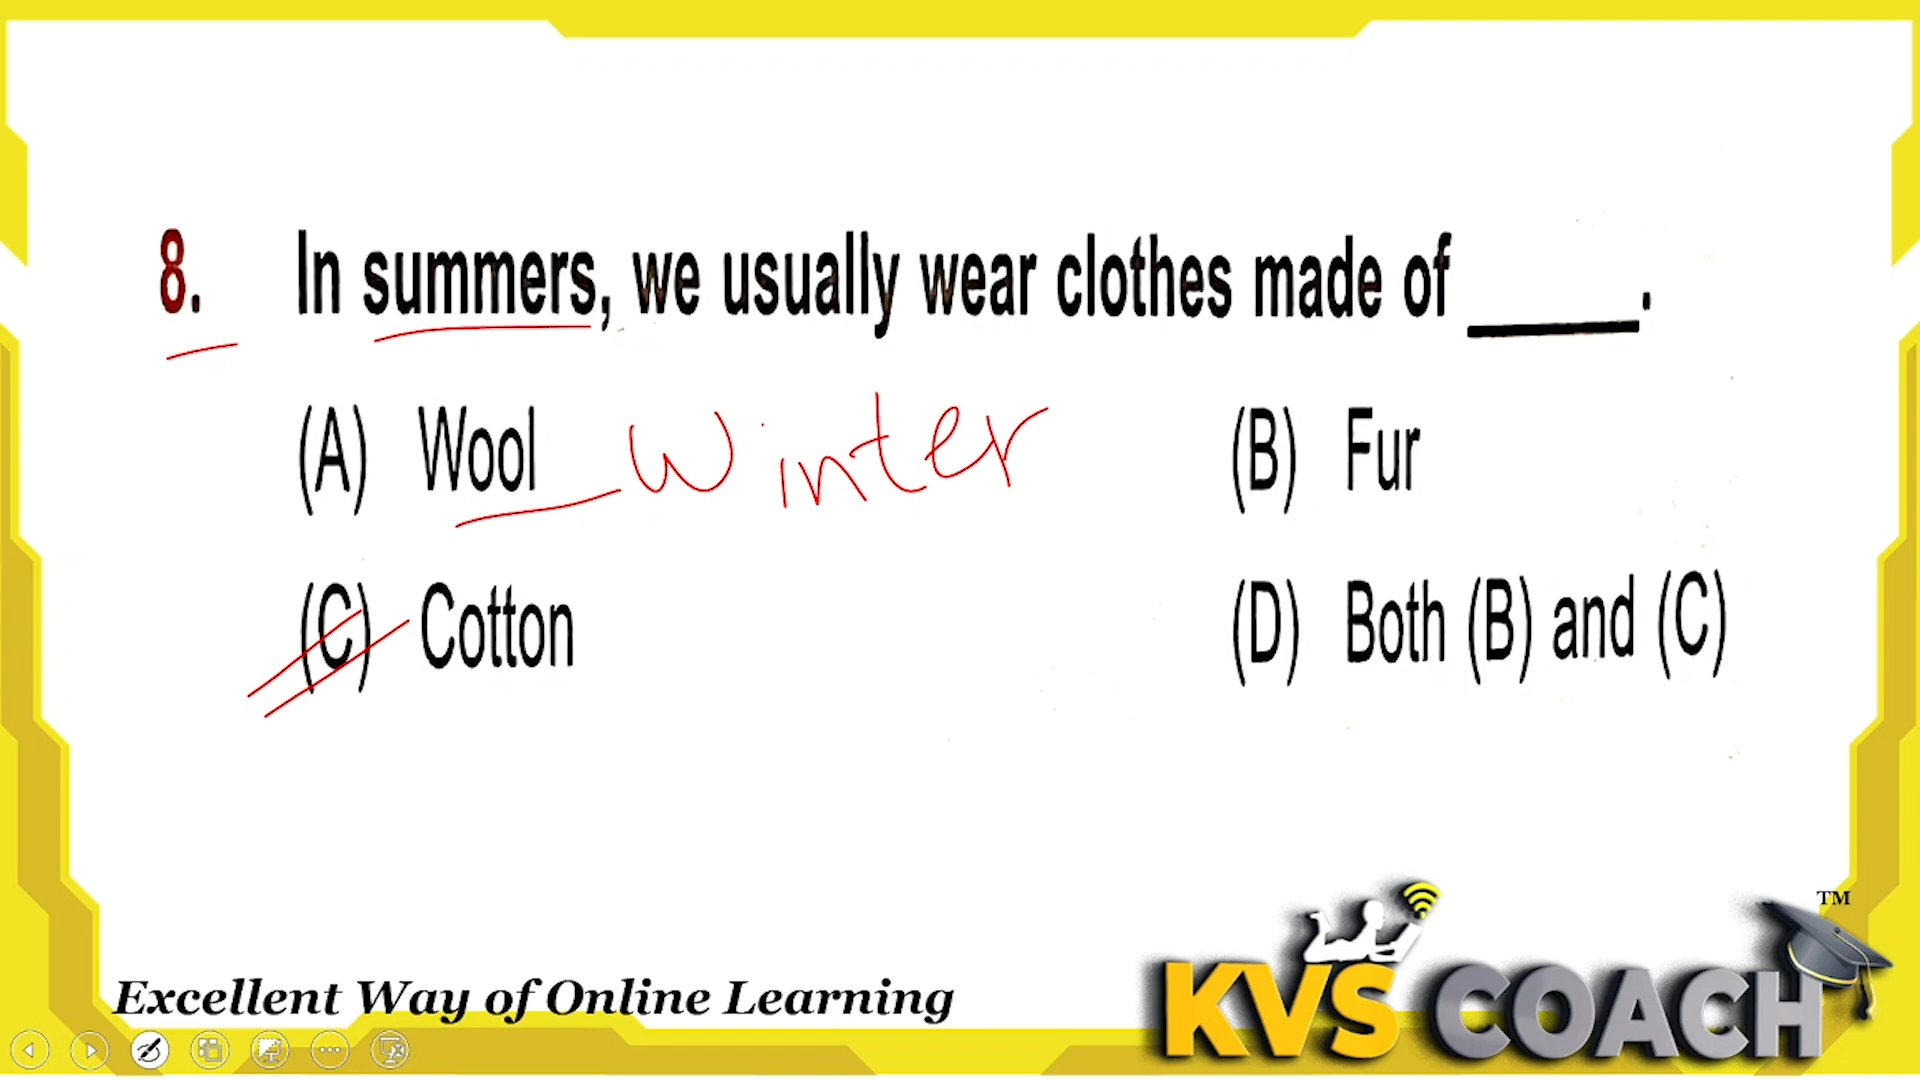 8. In summers, we usually wear clothes made of _____.
(A) Wool Winter (B) Fur
(C) Cotton (D) Both (B) and (C)
TM
Excellent Way of Online Learning
KVS COACH